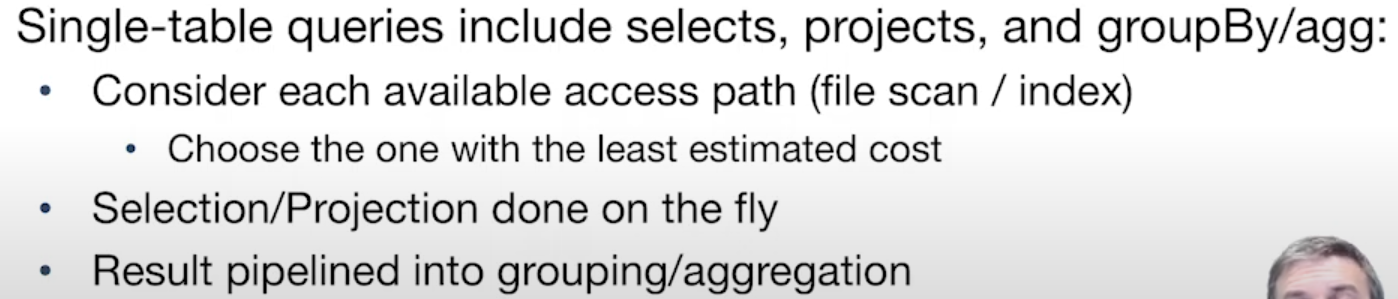 Single-table queries include selects, projects, and groupBy/agg:
• Consider each available access path (file scan / index)
• Choose the one with the least estimated cost
• Selection/Projection done on the fly
• Result pipelined into grouping/aggregation